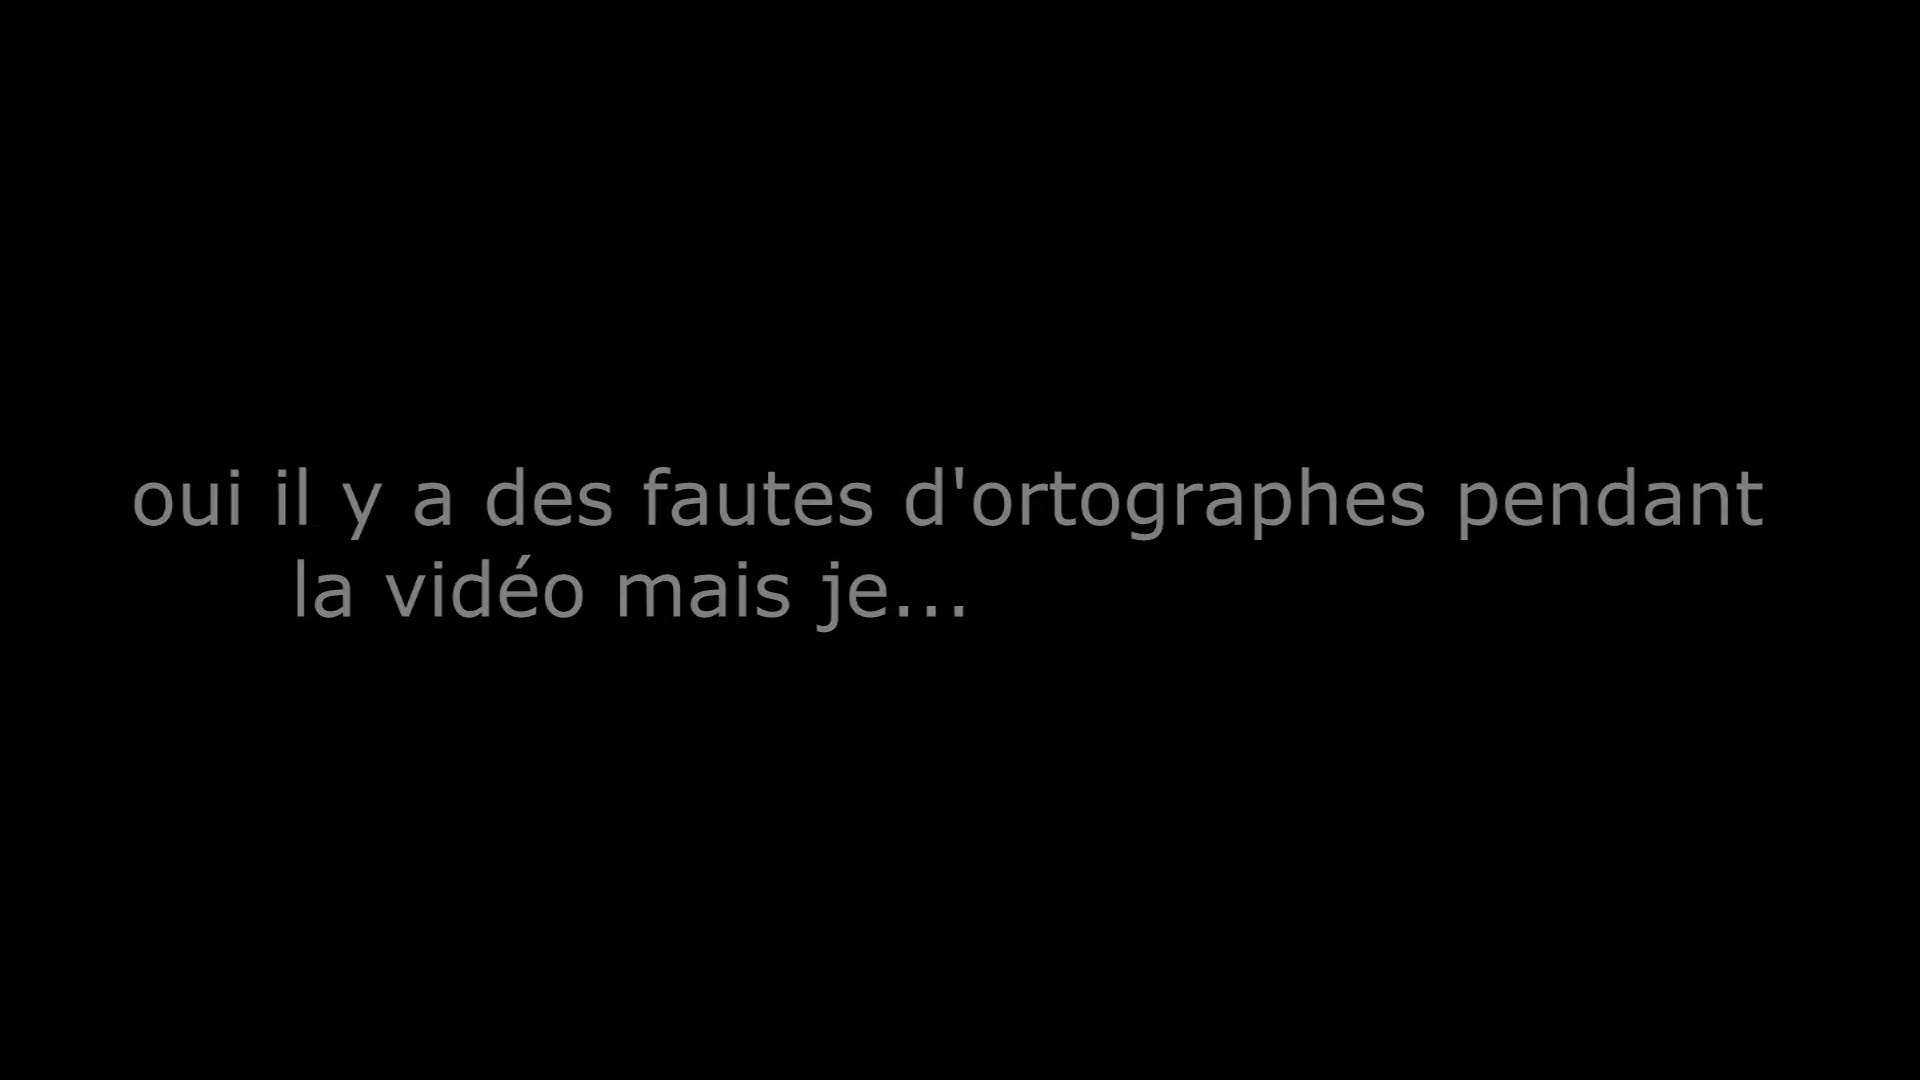 oui il y a des fautes d'ortographes pendant
la vidéo mais je...